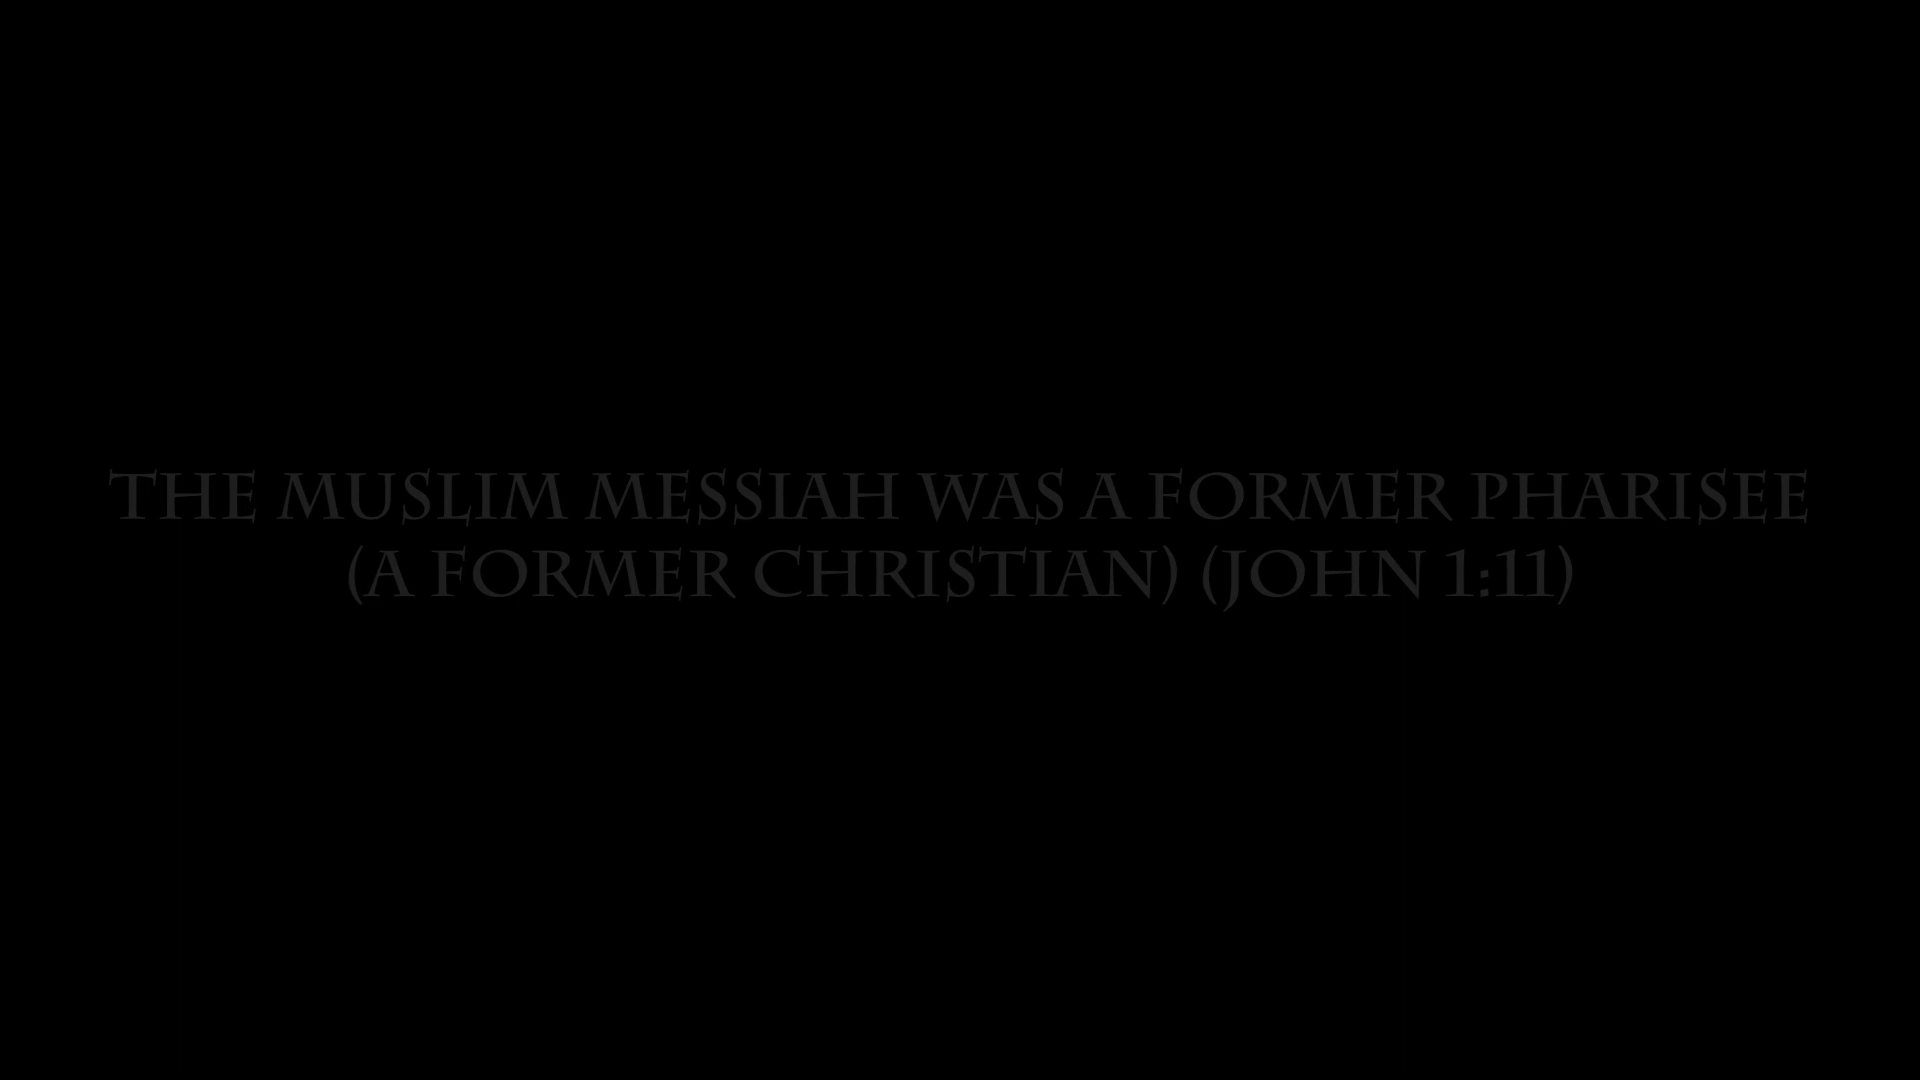 THE MUSLIM MESSIAH WAS A FORMER PHARISEE
(A FORMER CHRISTIAN) (JOHN 1:11)